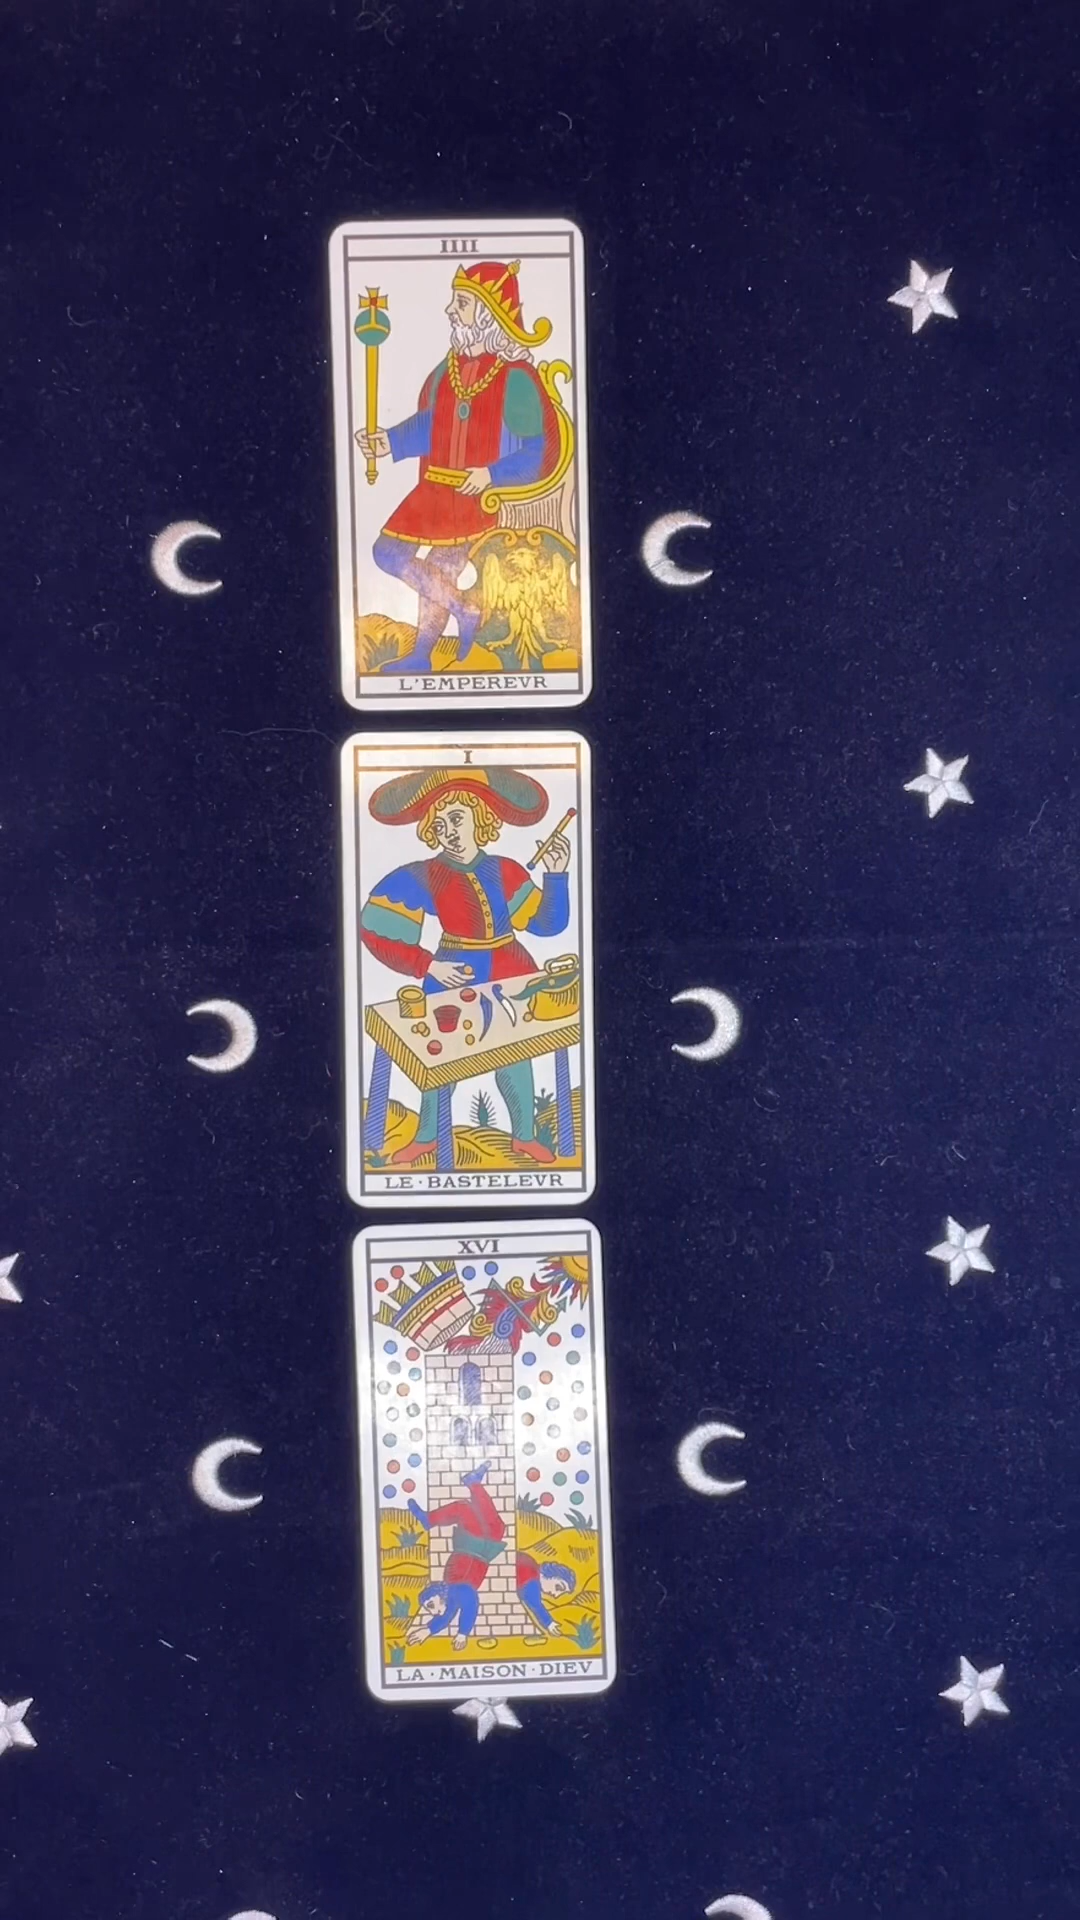 IIII
L'EMPEREVR
I
LE·BASTELEVR
XVI
LA·MAISON·DIEV